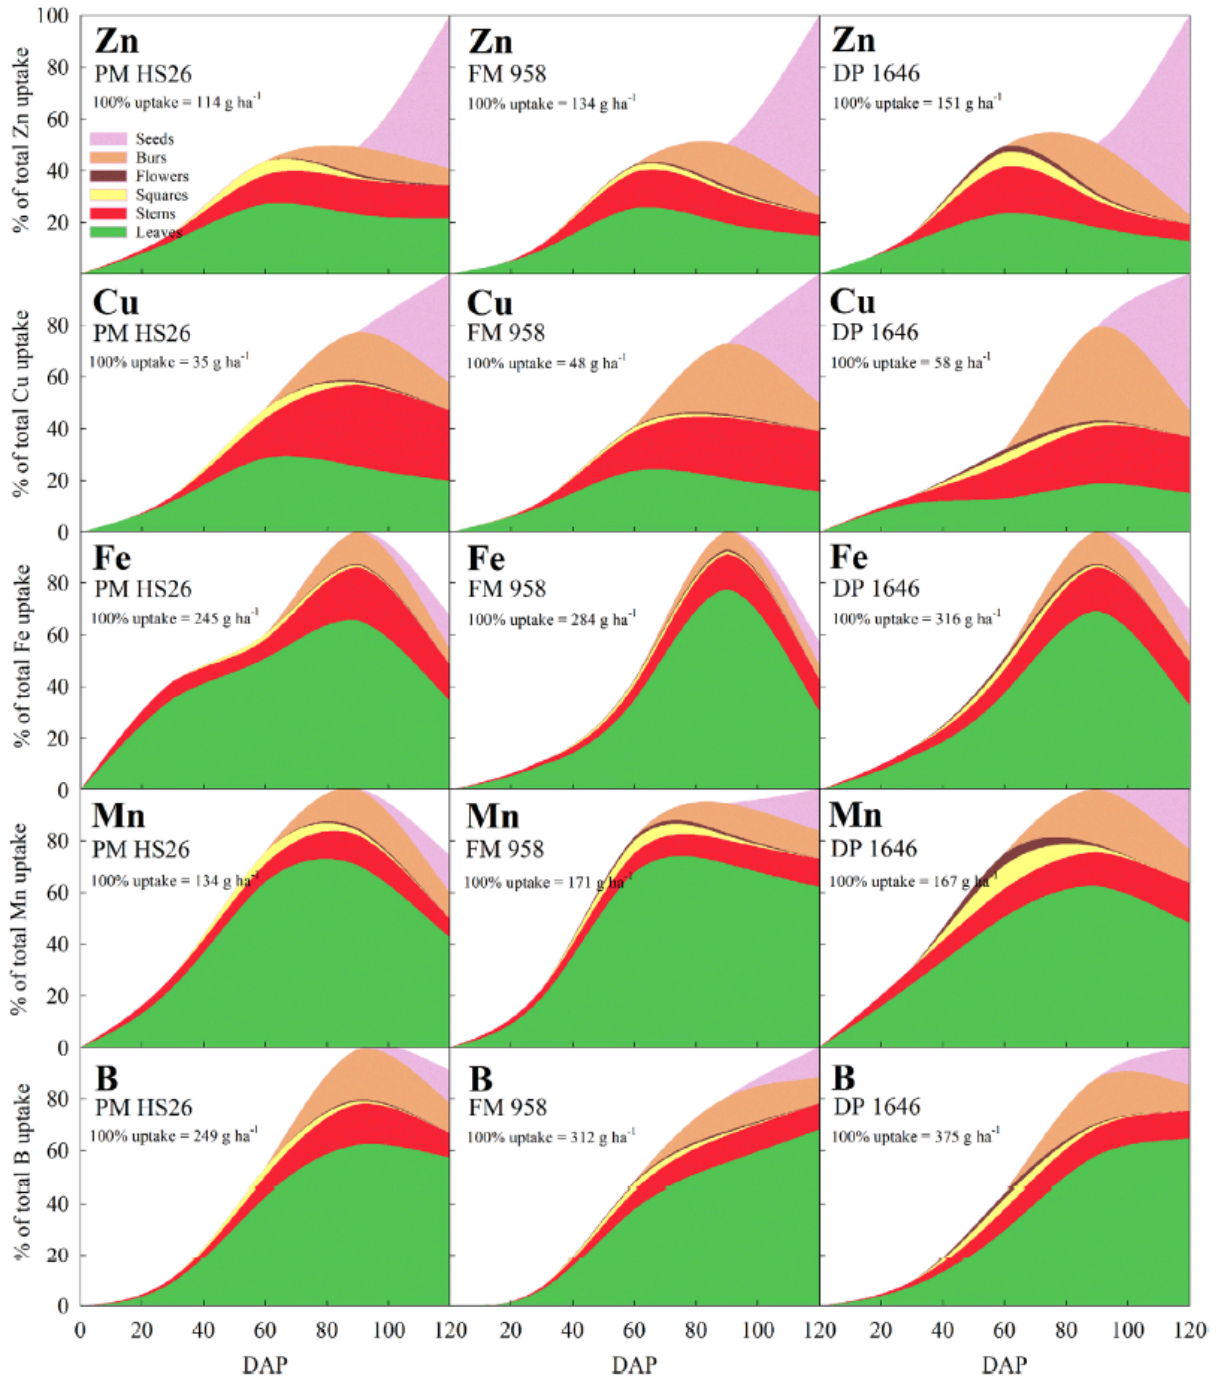 % of total Zn uptake
100
80
60
40
20
Zn
PM HS26
100% uptake = 114 g ha-1
Seeds
Burs
Flowers
Squares
Stems
Leaves
Zn
FM 958
100% uptake = 134 g ha-1
Zn
DP 1646
100% uptake = 151 g ha-1
% of total Cu uptake
80
60
40
20
0
Cu
PM HS26
100% uptake = 35 g ha-1
Cu
FM 958
100% uptake = 48 g ha-1
Cu
DP 1646
100% uptake = 58 g ha-1
% of total Fe uptake
80
60
40
20
0
Fe
PM HS26
100% uptake = 245 g ha-1
Fe
FM 958
100% uptake = 284 g ha-1
Fe
DP 1646
100% uptake = 316 g ha-1
% of total Mn uptake
80
60
40
20
0
Mn
PM HS26
100% uptake = 134 g ha-1
Mn
FM 958
100% uptake = 171 g ha-1
Mn
DP 1646
100% uptake = 167 g ha-1
% of total B uptake
80
60
40
20
0
B
PM HS26
100% uptake = 249 g ha-1
B
FM 958
100% uptake = 312 g ha-1
B
DP 1646
100% uptake = 375 g ha-1
0 20 40 60 80 100 120 20 40 60 80 100 120 20 40 60 80 100 120
DAP DAP DAP